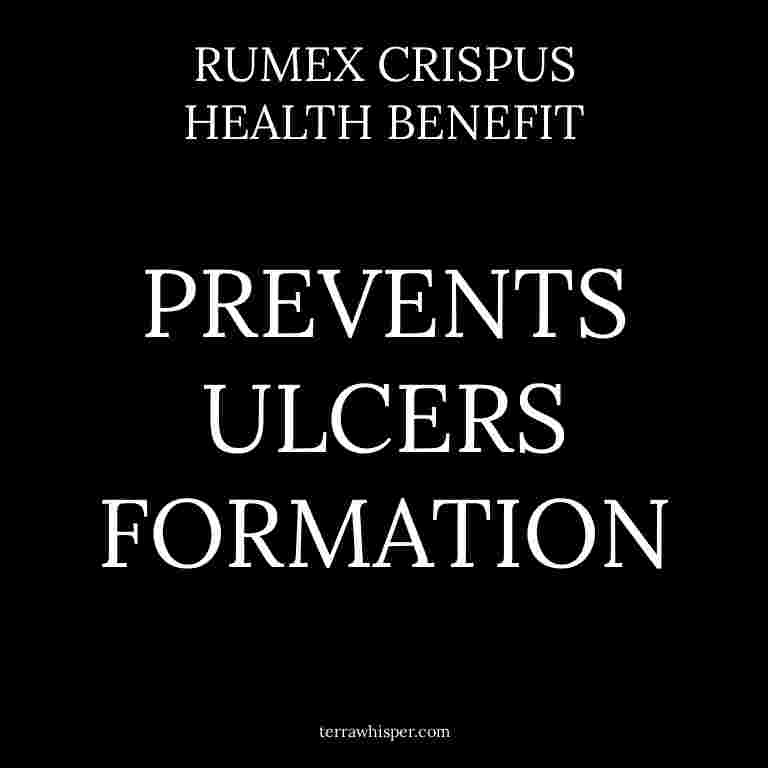 RUMEX CRISPUS
HEALTH BENEFIT
PREVENTS
ULCERS
FORMATION
terrawhisper.com